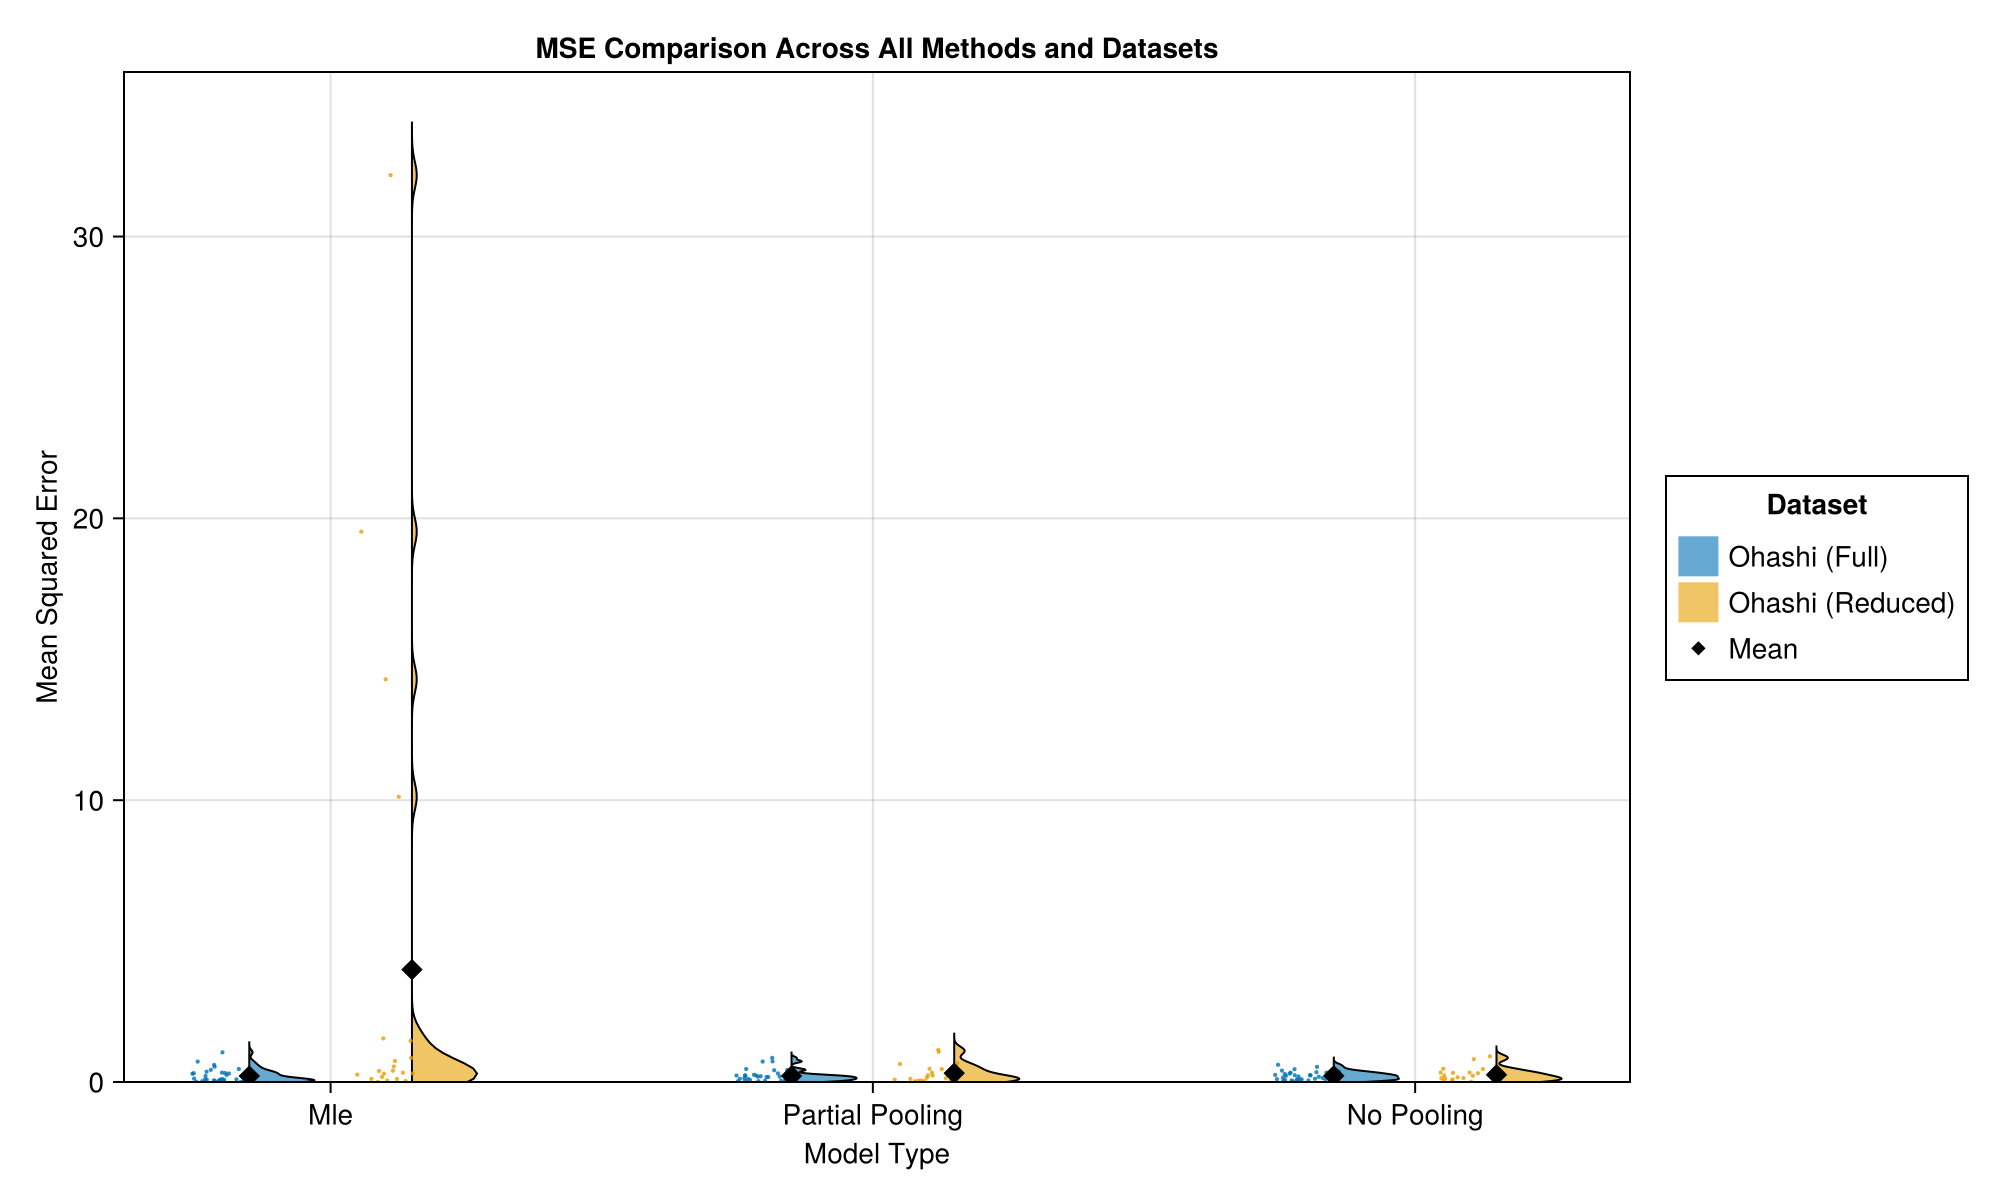 MSE Comparison Across All Methods and Datasets
Mean Squared Error
30
20
10
0
Mle
Partial Pooling
No Pooling
Model Type
Dataset
Ohashi (Full)
Ohashi (Reduced)
Mean